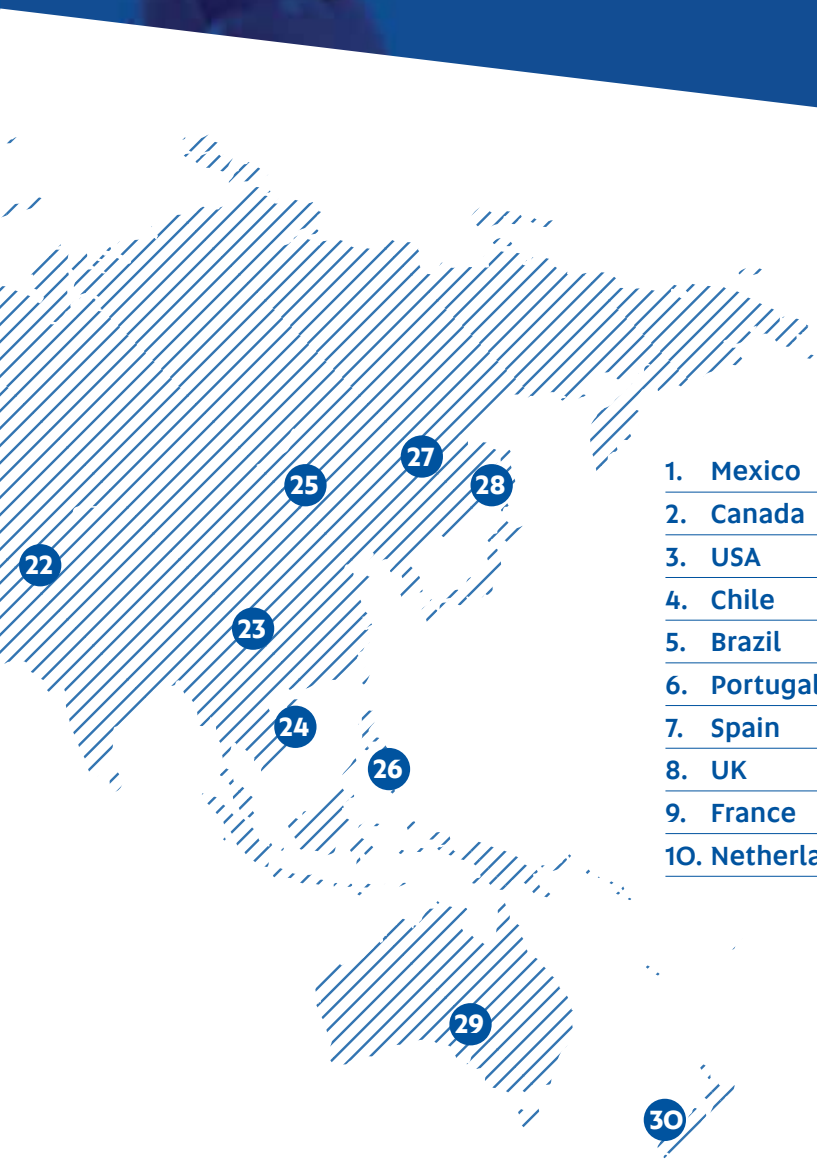 27
25
28
22
23
24
26
29
30
1. Mexico
2. Canada
3. USA
4. Chile
5. Brazil
6. Portugal
7. Spain
8. UK
9. France
10. Netherla